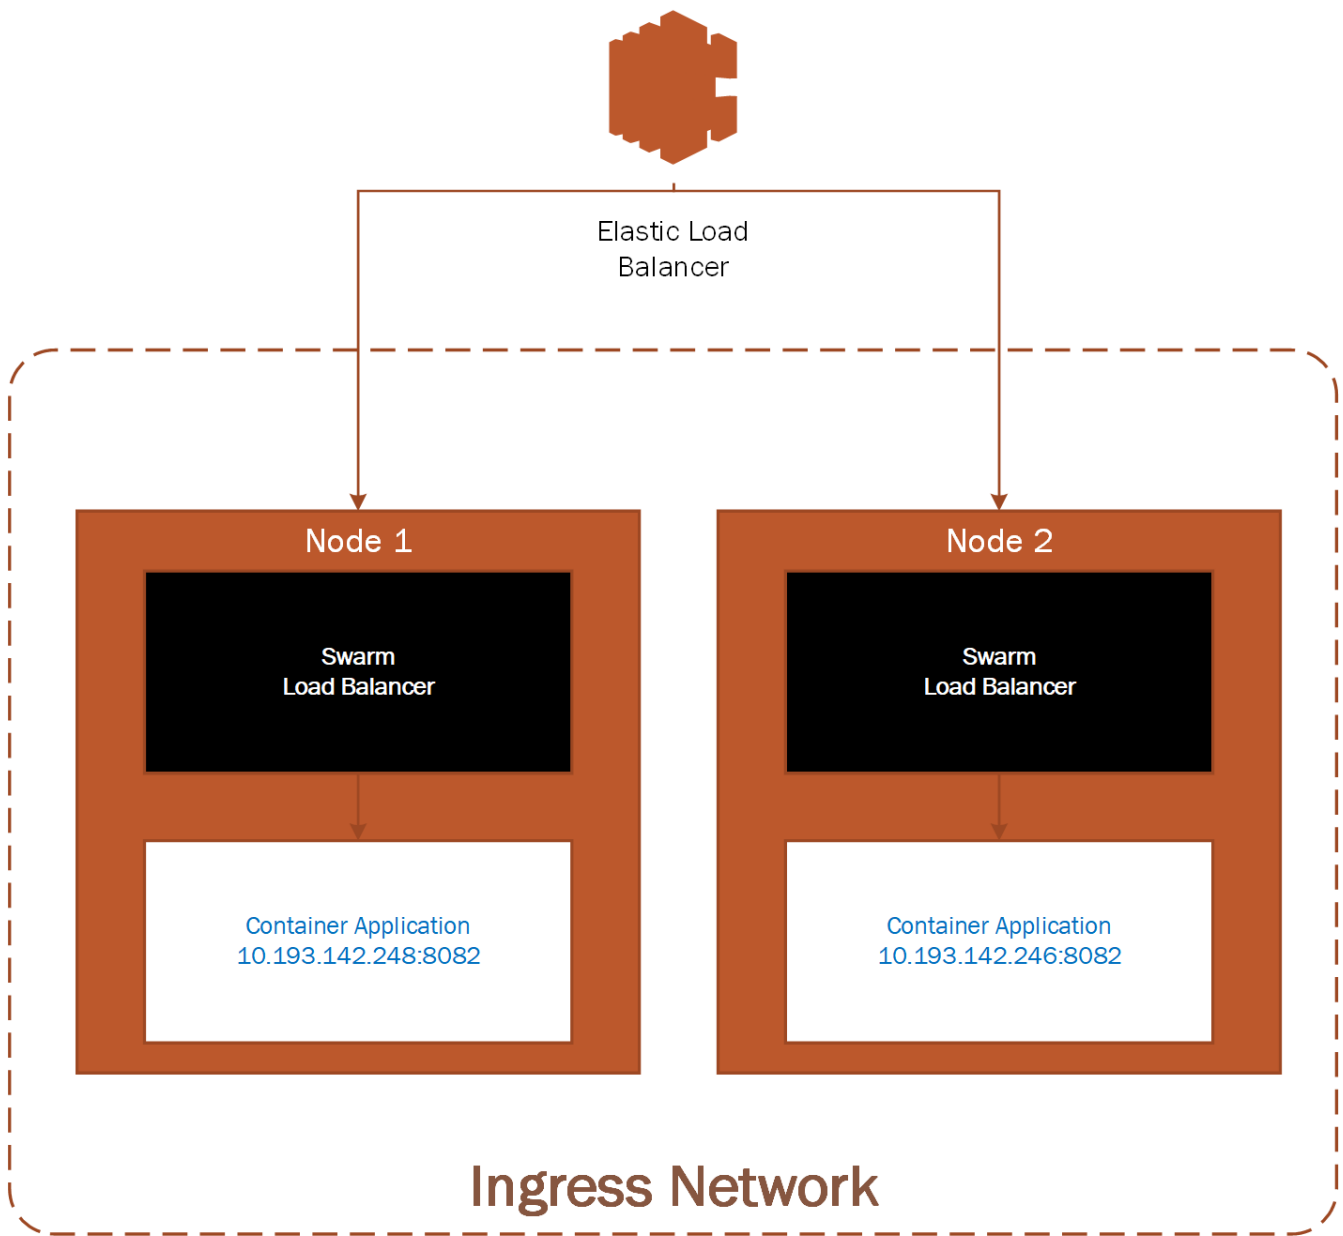 Elastic Load
Balancer
Node 1
Swarm
Load Balancer
Container Application
10.193.142.248:8082
Node 2
Swarm
Load Balancer
Container Application
10.193.142.246:8082
Ingress Network